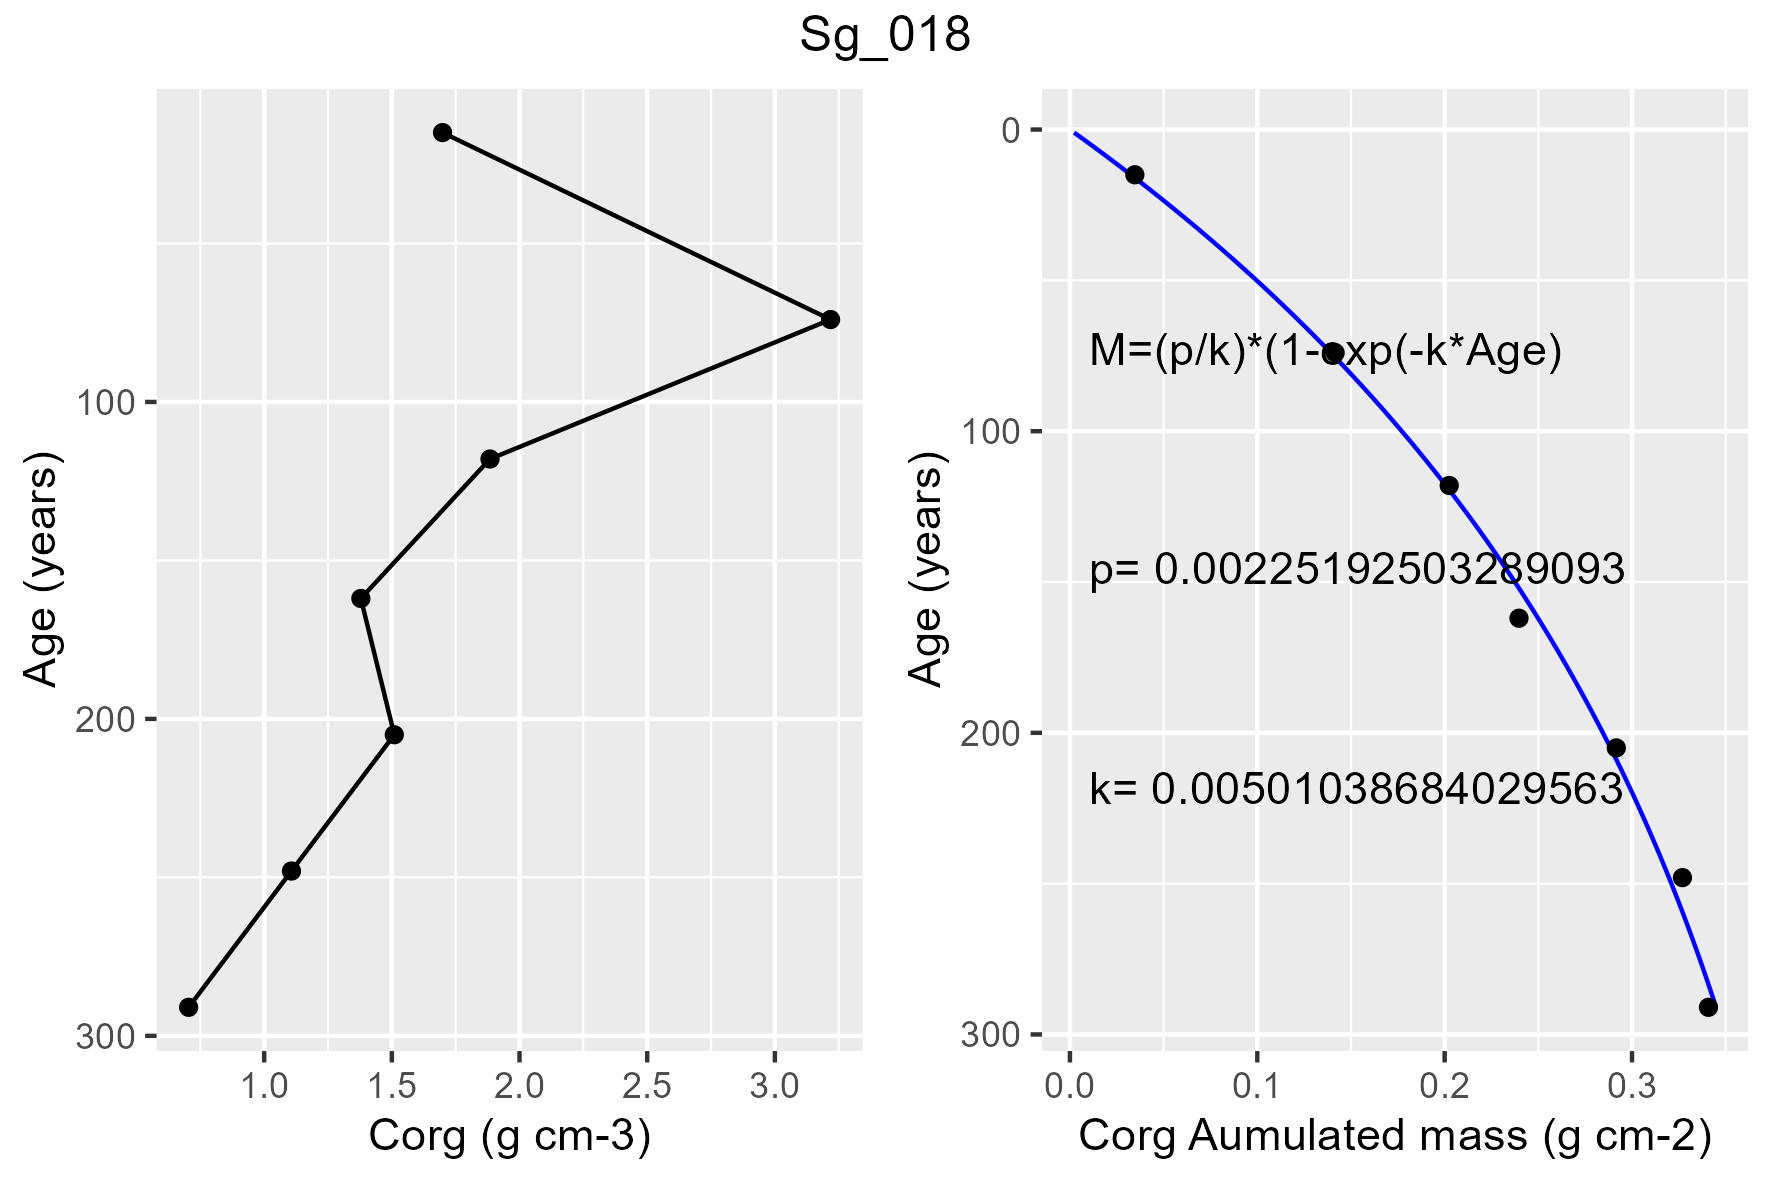 Sg_018
100
200
300
1.0 1.5 2.0 2.5 3.0
Corg (g cm-3)
Age (years)
0
100
200
300
0.0 0.1 0.2 0.3
Corg Aumulated mass (g cm-2)
Age (years)
M=(p/k)*(1-exp(-k*Age)
p= 0.00225192503289093
k= 0.00501038684029563